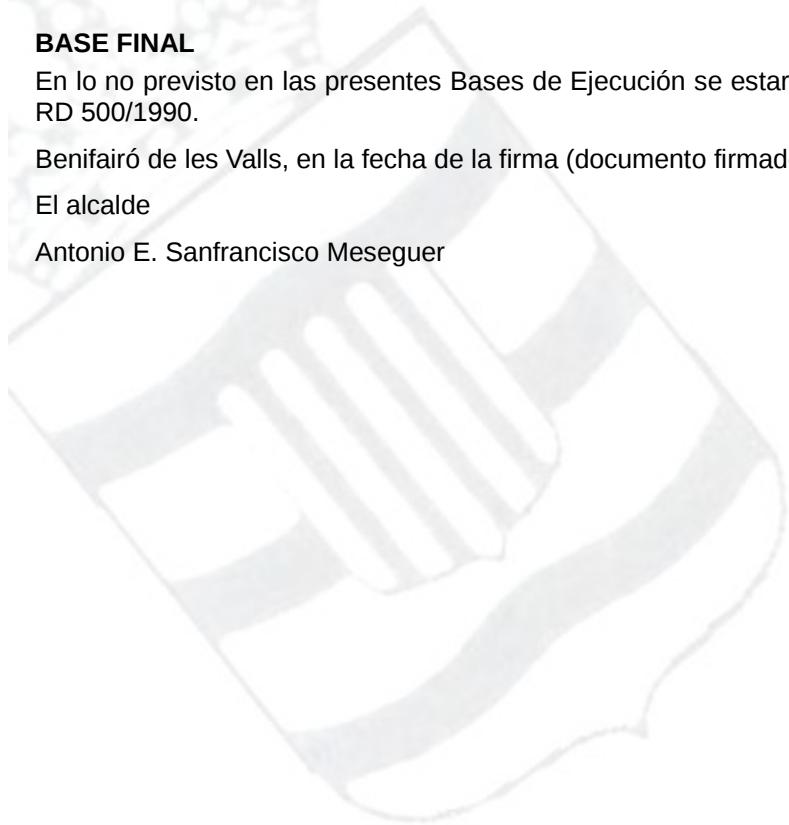 BASE FINAL
En lo no previsto en las presentes Bases de Ejecución se estar
RD 500/1990.
Benifairó de les Valls, en la fecha de la firma (documento firmad
El alcalde
Antonio E. Sanfrancisco Meseguer